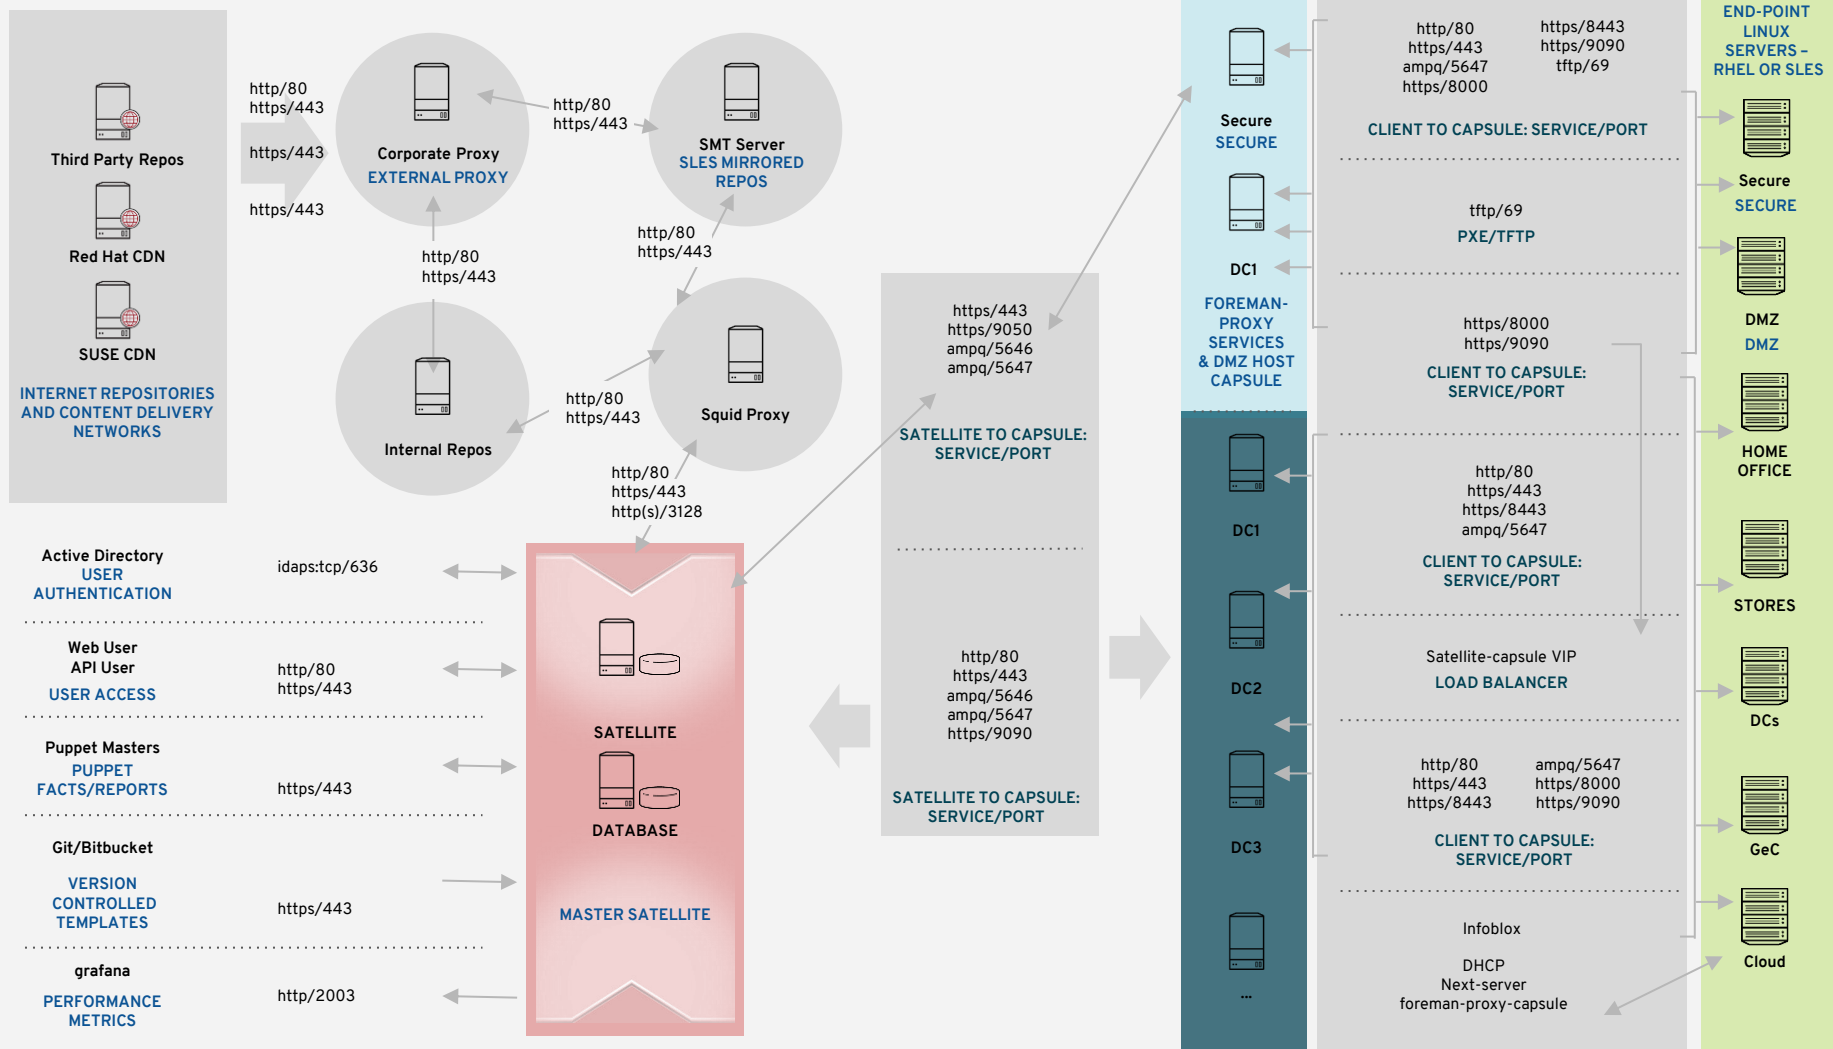 Third Party Repos
Red Hat CDN
SUSE CDN
INTERNET REPOSITORIES
AND CONTENT DELIVERY
NETWORKS
http/80
https/443
https/443
https/443
Corporate Proxy
EXTERNAL PROXY
http/80
https/443
SMT Server
SLES MIRRORED
REPOS
http/80
https/443
http/80
https/443
Internal Repos
http/80
https/443
Squid Proxy
http/80
https/443
http(s)/3128
Active Directory
USER
AUTHENTICATION
idaps:tcp/636
Web User
API User
USER ACCESS
http/80
https/443
Puppet Masters
PUPPET
FACTS/REPORTS
https/443
Git/Bitbucket
VERSION
CONTROLLED
TEMPLATES
https/443
grafana
PERFORMANCE
METRICS
http/2003
SATELLITE
DATABASE
MASTER SATELLITE
https/443
https/9050
ampq/5646
ampq/5647
SATELLITE TO CAPSULE:
SERVICE/PORT
http/80
https/443
ampq/5646
ampq/5647
https/9090
SATELLITE TO CAPSULE:
SERVICE/PORT
Secure
SECURE
DC1
FOREMAN-
PROXY
SERVICES
& DMZ HOST
CAPSULE
DC1
DC2
DC3
...
http/80
https/443
ampq/5647
https/8000
https/8443
https/9090
tftp/69
CLIENT TO CAPSULE: SERVICE/PORT
tftp/69
PXE/TFTP
https/8000
https/9090
CLIENT TO CAPSULE:
SERVICE/PORT
http/80
https/443
https/8443
ampq/5647
CLIENT TO CAPSULE:
SERVICE/PORT
Satellite-capsule VIP
LOAD BALANCER
http/80
https/443
https/8443
ampq/5647
https/8000
https/9090
CLIENT TO CAPSULE:
SERVICE/PORT
Infoblox
DHCP
Next-server
foreman-proxy-capsule
END-POINT
LINUX
SERVERS –
RHEL OR SLES
Secure
SECURE
DMZ
DMZ
HOME
OFFICE
STORES
DCs
GeC
Cloud